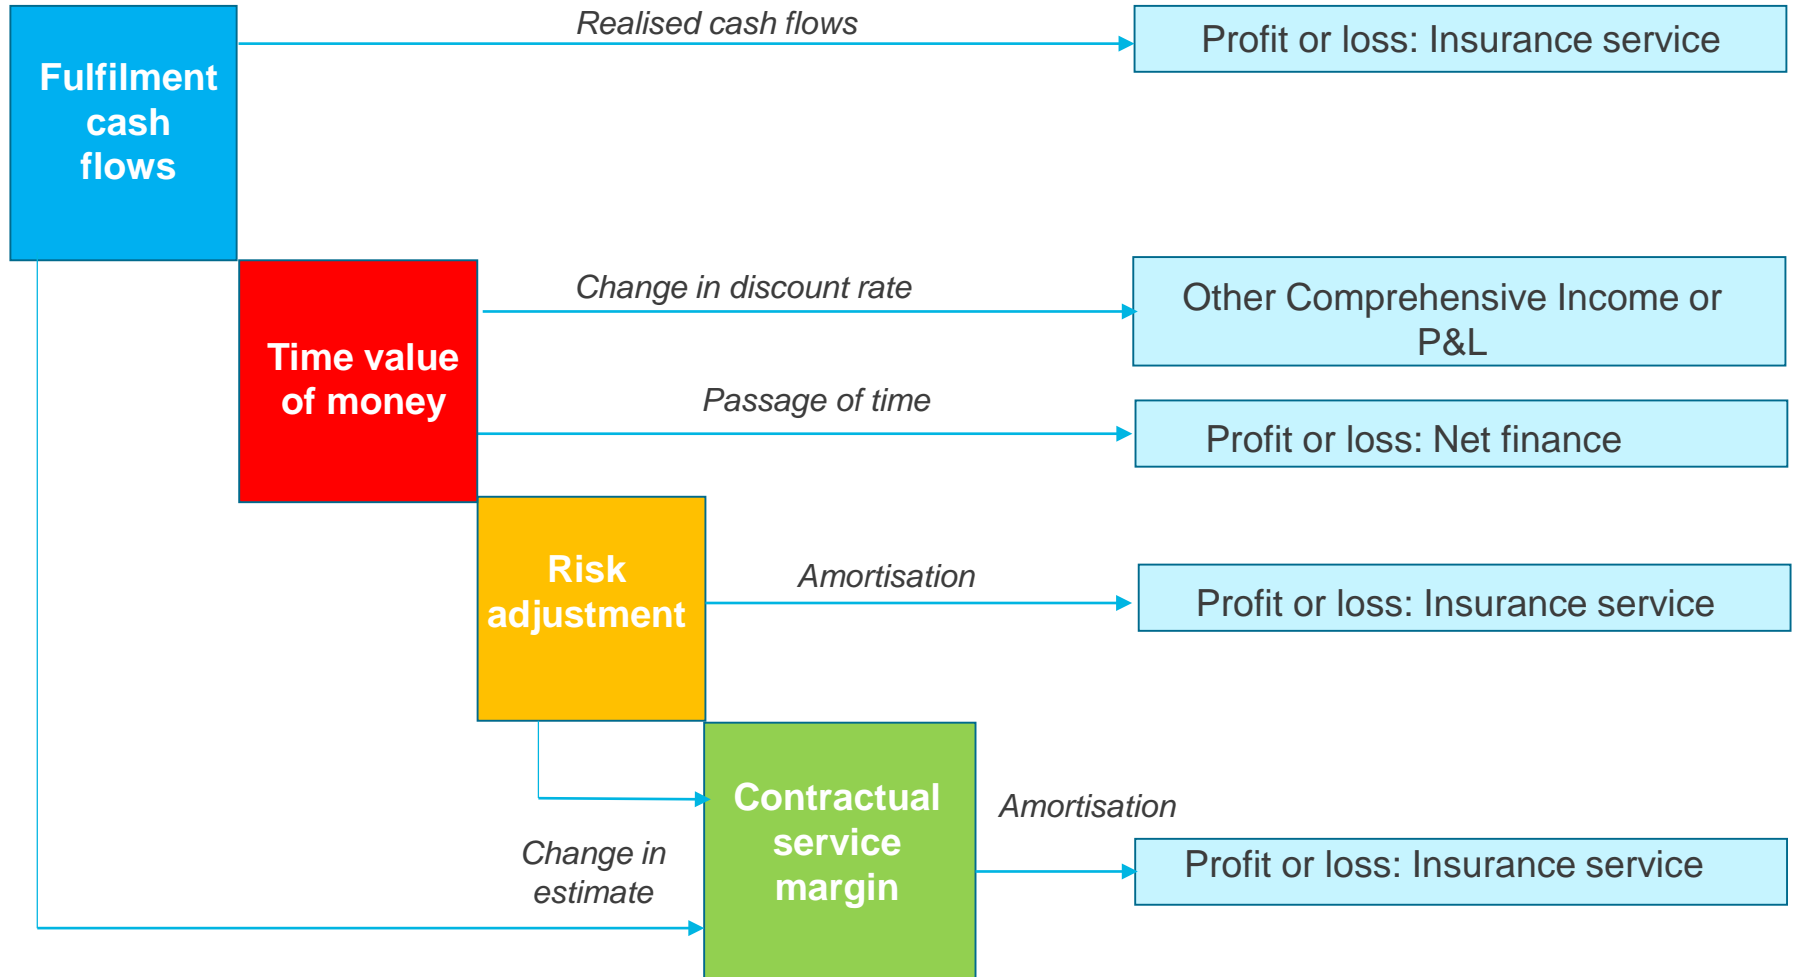 Realised cash flows
Profit or loss: Insurance service
Fulfilment
cash
flows
Change in discount rate
Other Comprehensive Income or
P&L
Time value
of money
Passage of time
Profit or loss: Net finance
Risk
adjustment
Amortisation
Profit or loss: Insurance service
Contractual
service
margin
Amortisation
Change in
estimate
Profit or loss: Insurance service